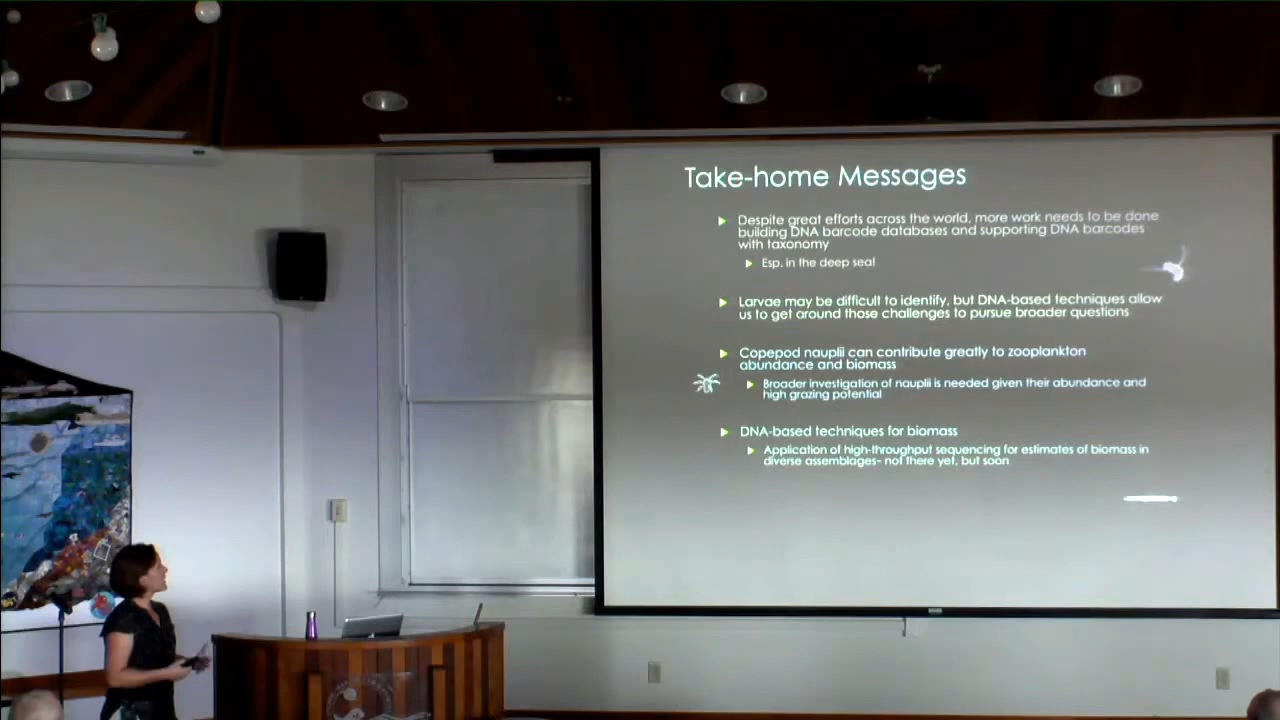 Take-home Messages
Despite great efforts across the world, more work needs to be done
building DNA barcode databases and supporting DNA barcodes
with taxonomy
Esp. in the deep sea!
Larvae may be difficult to identify, but DNA-based techniques allow
us to get around those challenges to pursue broader questions
Copepod nauplii can contribute greatly to zooplankton
abundance and biomass
Broader investigation of nauplii is needed given their abundance and
high grazing potential
DNA-based techniques for biomass
Application of high-throughput sequencing for estimates of biomass in
diverse assemblages- not there yet, but soon